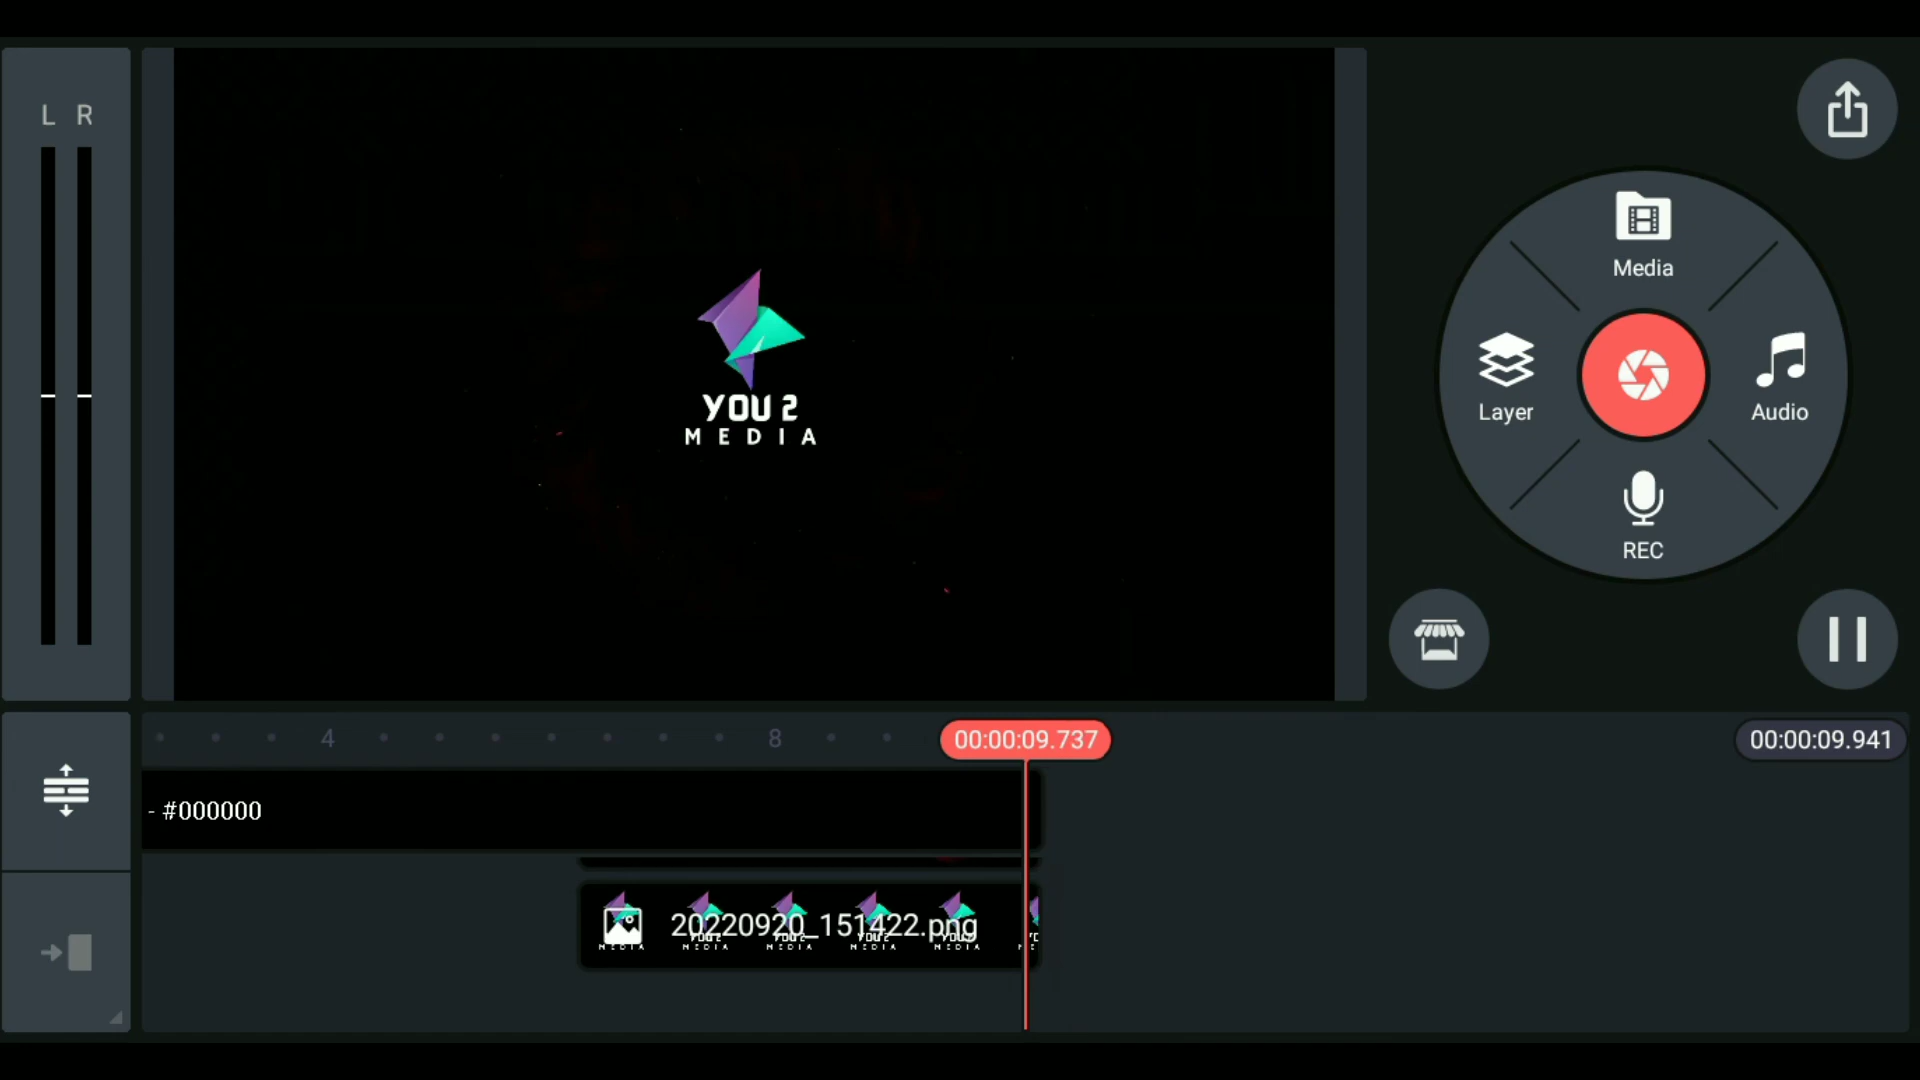 L R
YOU 2
MEDIA
Media
Layer
Audio
REC
4
8
00:00:09.737
00:00:09.941
- #000000
20220920_151422.png